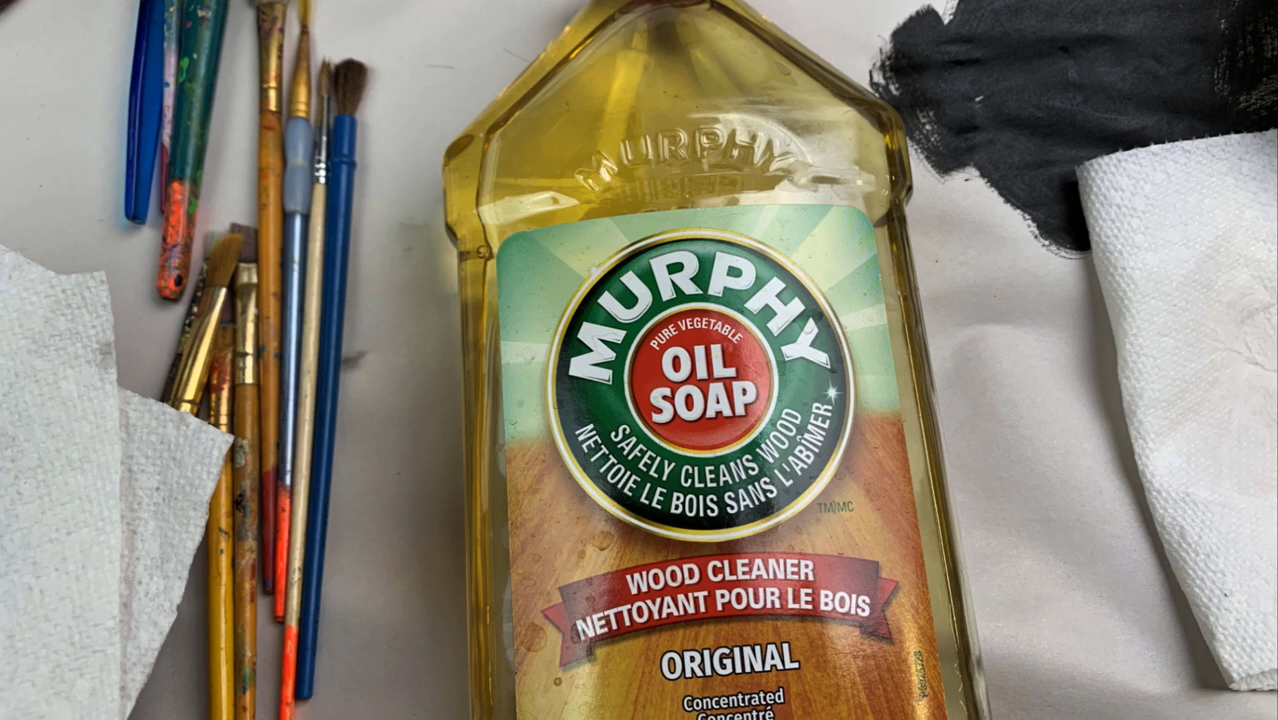 MURPHY
MURPHY
PURE VEGETABLE
OIL
SOAP
SAFELY CLEANS WOOD
NETTOIE LE BOIS SANS L'ABÎMER
TM/MC
WOOD CLEANER
NETTOYANT POUR LE BOIS
ORIGINAL
Concentrated
Concentré